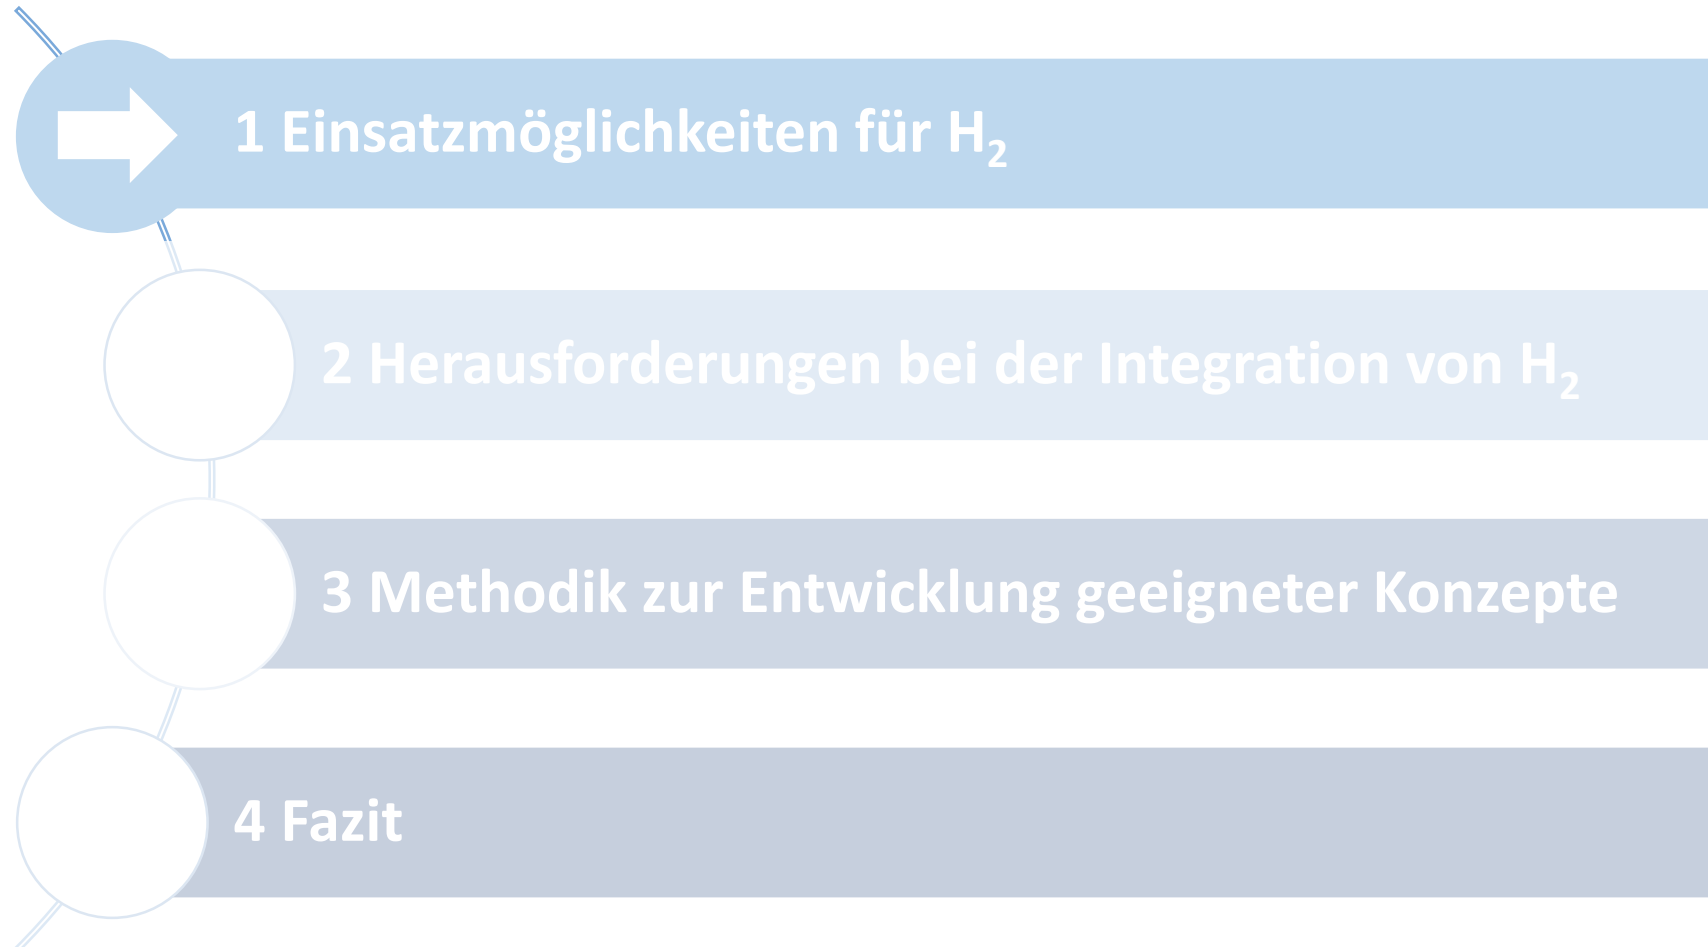 1 Einsatzmöglichkeiten für H₂
2 Herausforderungen bei der Integration von H₂
3 Methodik zur Entwicklung geeigneter Konzepte
4 Fazit